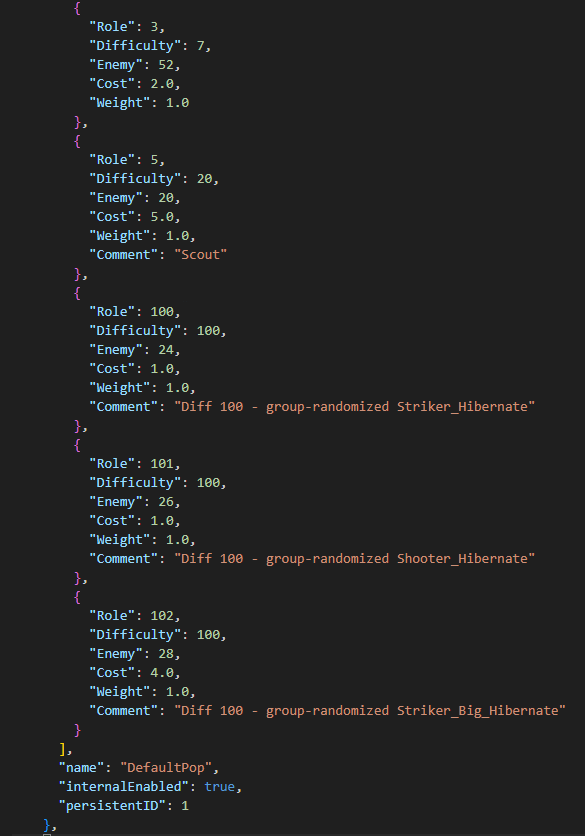 {
"Role": 3,
"Difficulty": 7,
"Enemy": 52,
"Cost": 2.0,
"Weight": 1.0
},
{
"Role": 5,
"Difficulty": 20,
"Enemy": 20,
"Cost": 5.0,
"Weight": 1.0,
"Comment": "Scout"
},
{
"Role": 100,
"Difficulty": 100,
"Enemy": 24,
"Cost": 1.0,
"Weight": 1.0,
"Comment": "Diff 100 - group-randomized Striker_Hibernate"
},
{
"Role": 101,
"Difficulty": 100,
"Enemy": 26,
"Cost": 1.0,
"Weight": 1.0,
"Comment": "Diff 100 - group-randomized Shooter_Hibernate"
},
{
"Role": 102,
"Difficulty": 100,
"Enemy": 28,
"Cost": 4.0,
"Weight": 1.0,
"Comment": "Diff 100 - group-randomized Striker_Big_Hibernate"
}
],
"name": "DefaultPop",
"internalEnabled": true,
"persistentID": 1
},